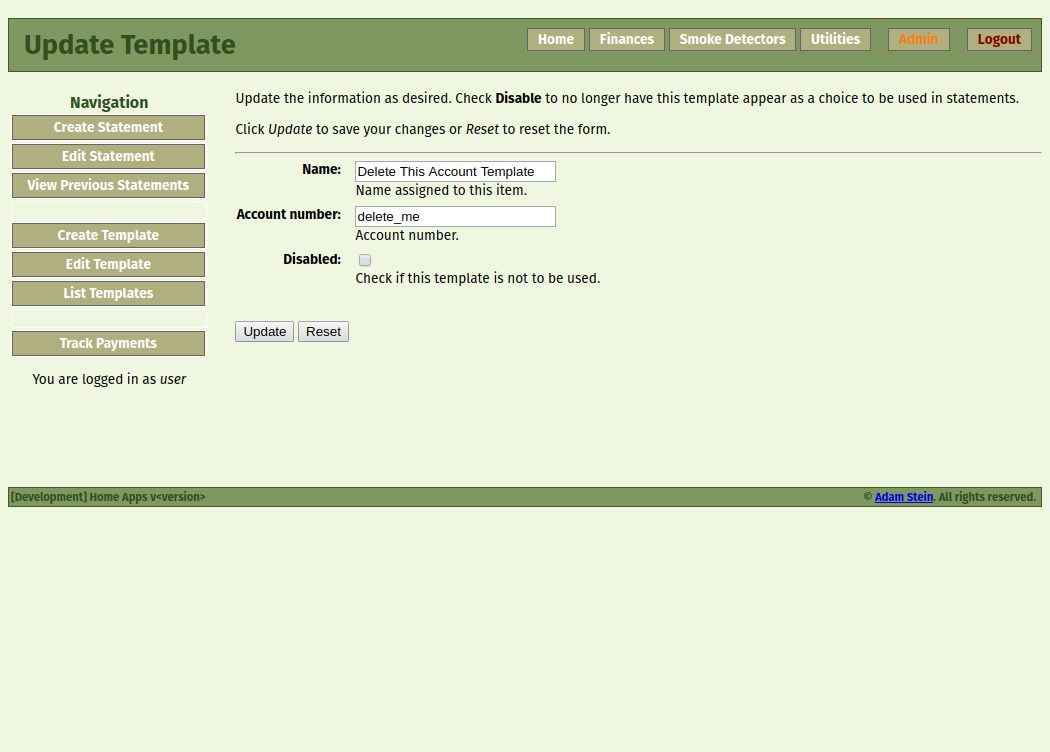 Update Template
Home Finances Smoke Detectors Utilities Admin Logout
Navigation
Create Statement
Edit Statement
View Previous Statements
Create Template
Edit Template
List Templates
Track Payments
You are logged in as user
Update the information as desired. Check Disable to no longer have this template appear as a choice to be used in statements.
Click Update to save your changes or Reset to reset the form.
Name: Delete This Account Template
Name assigned to this item.
Account number: delete_me
Account number.
Disabled:
Check if this template is not to be used.
Update Reset
[Development] Home Apps v<version> © Adam Stein. All rights reserved.